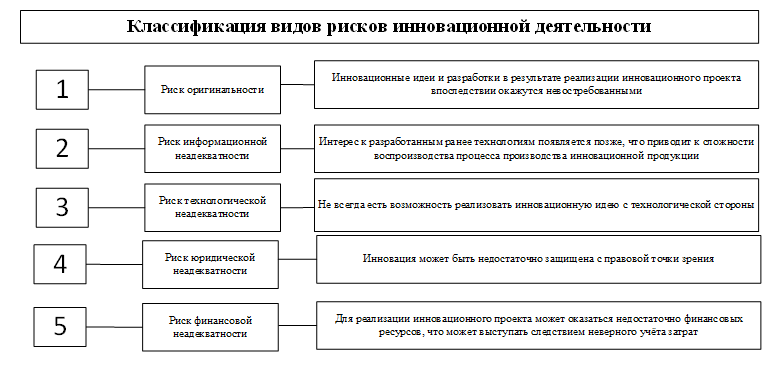 Классификация видов рисков инновационной деятельности
1
Риск оригинальности
Инновационные идеи и разработки в результате реализации инновационного проекта
впоследствии окажутся невостребованными
2
Риск информационной
неадекватности
Интерес к разработанным ранее технологиям появляется позже, что приводит к сложности
воспроизводства процесса производства инновационной продукции
3
Риск технологической
неадекватности
Не всегда есть возможность реализовать инновационную идею с технологической стороны
4
Риск юридической
неадекватности
Инновация может быть недостаточно защищена с правовой точки зрения
5
Риск финансовой
неадекватности
Для реализации инновационного проекта может оказаться недостаточно финансовых
ресурсов, что может выступать следствием неверного учёта затрат